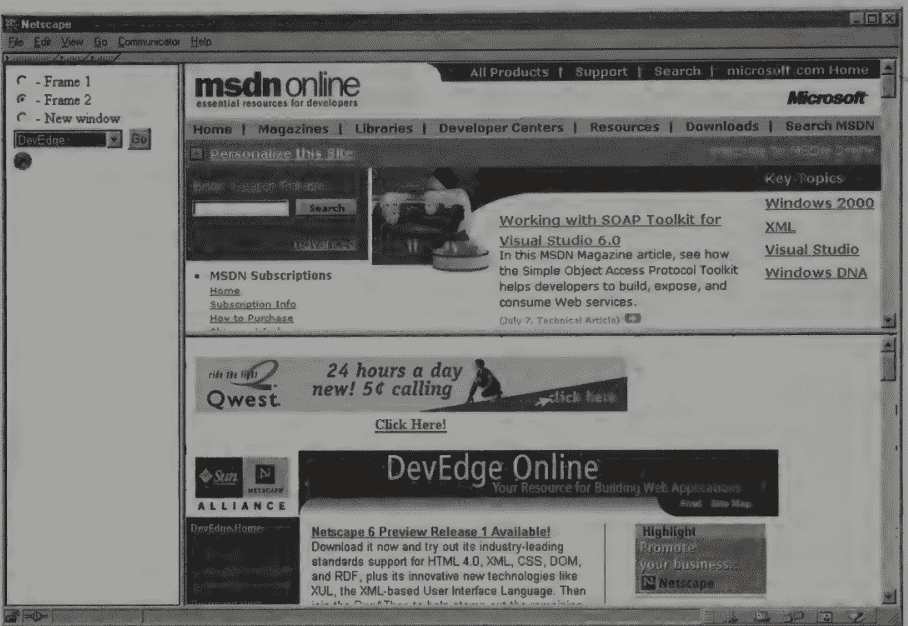 Netscape
File Edit View Go Communicator Help
- Frame 1
- Frame 2
- New window
DevEdge Go
All Products | Support | Search | microsoft.com Home
msdn online
essential resources for developers
Microsoft
Home | Magazines | Libraries | Developer Centers | Resources | Downloads | Search MSDN
Personalize this Site
Search
Advanced
MSDN Subscriptions
Home
Subscription Info
How to Purchase
Working with SOAP Toolkit for
Visual Studio 6.0
In this MSDN Magazine article, see how
the Simple Object Access Protocol Toolkit
helps developers to build, expose, and
consume Web services.
(July 7, Technical Article)
Key Topics
Windows 2000
XML
Visual Studio
Windows DNA
ride the light
Qwest.
24 hours a day
new! 5¢ calling
click here
Click Here!
Sun
NETSCAPE
ALLIANCE
DevEdge Online
Your Resource for Building Web Applications
Find Site Map
DevEdge Home
Netscape 6 Preview Release 1 Available!
Download it now and try out its industry-leading
standards support for HTML 4.0, XML, CSS, DOM,
and RDF, plus its innovative new technologies like
XUL, the XML-based User Interface Language. Then
Highlight
Promote
your business...
Netscape